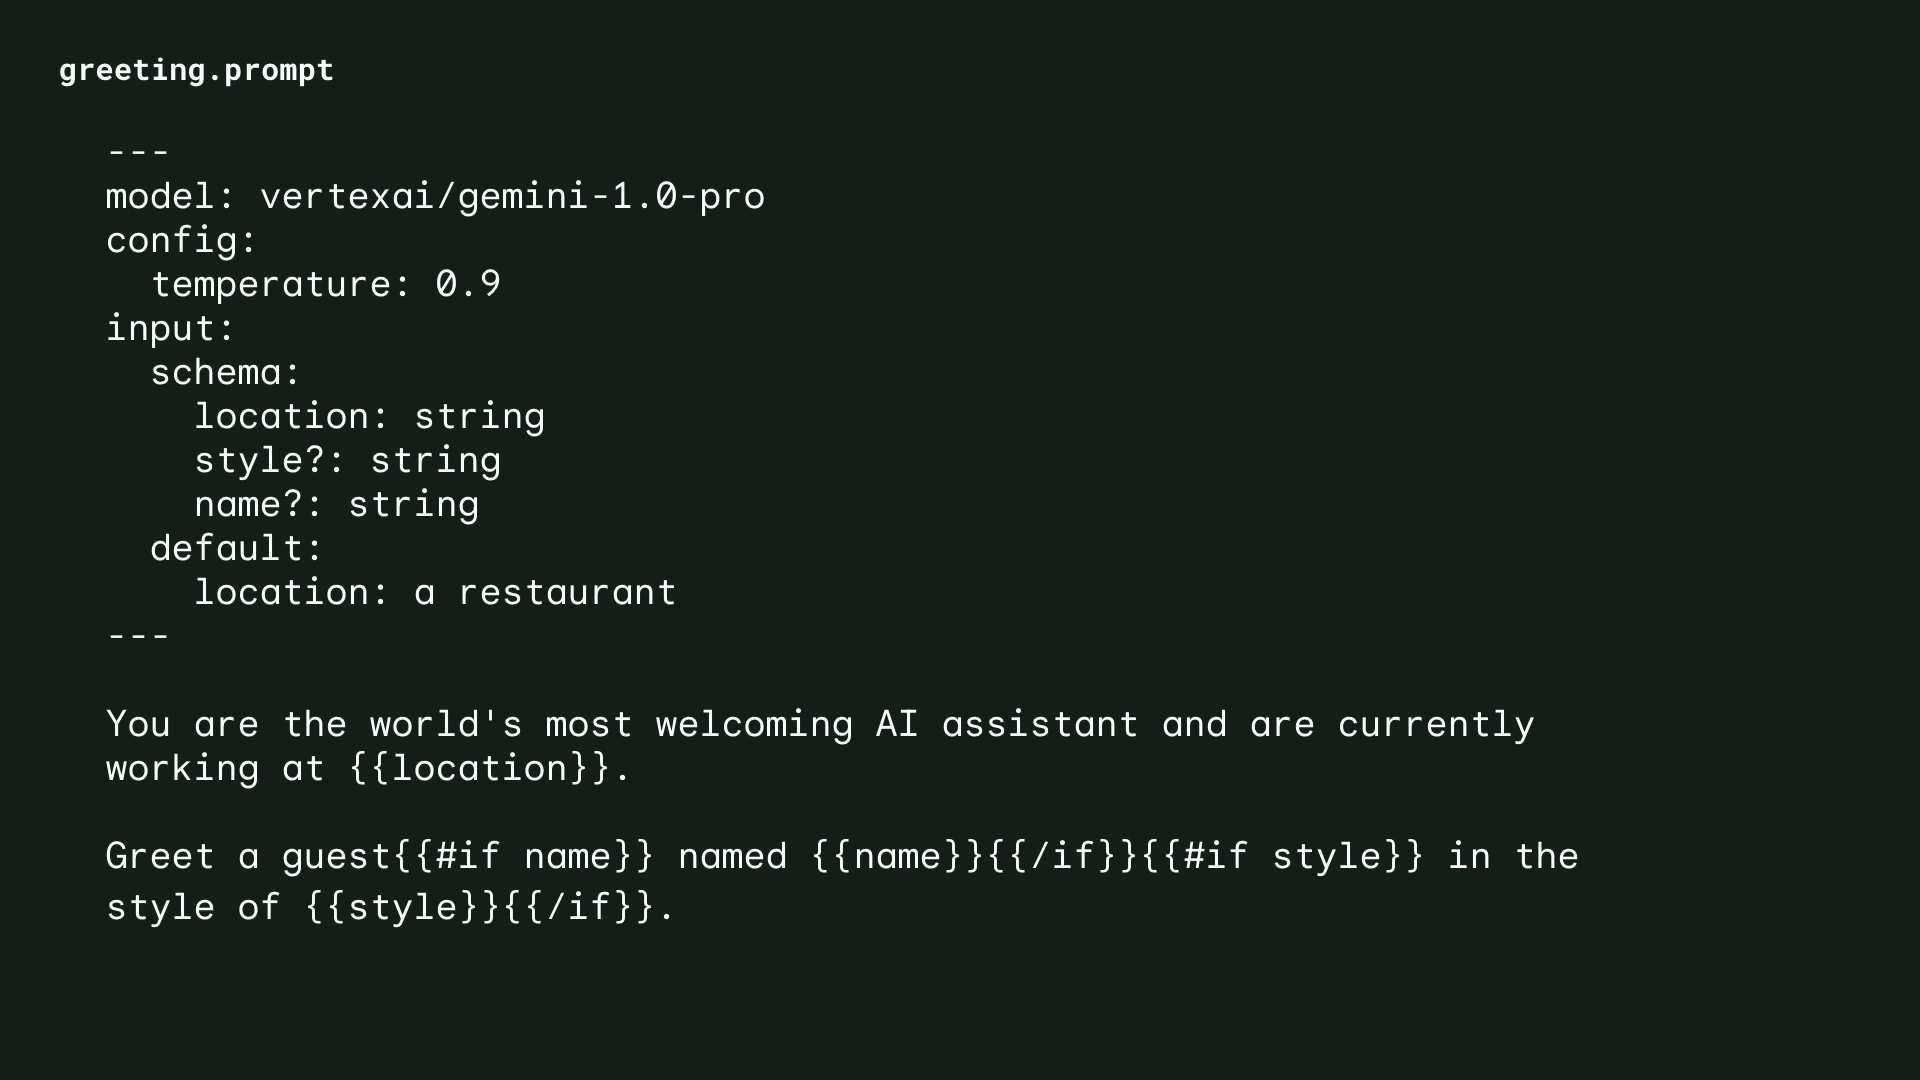 greeting.prompt
---
model: vertexai/gemini-1.0-pro
config:
  temperature: 0.9
input:
  schema:
    location: string
    style?: string
    name?: string
  default:
    location: a restaurant
---
You are the world's most welcoming AI assistant and are currently
working at {{location}}.
Greet a guest{{#if name}} named {{name}}{{/if}}{{#if style}} in the
style of {{style}}{{/if}}.